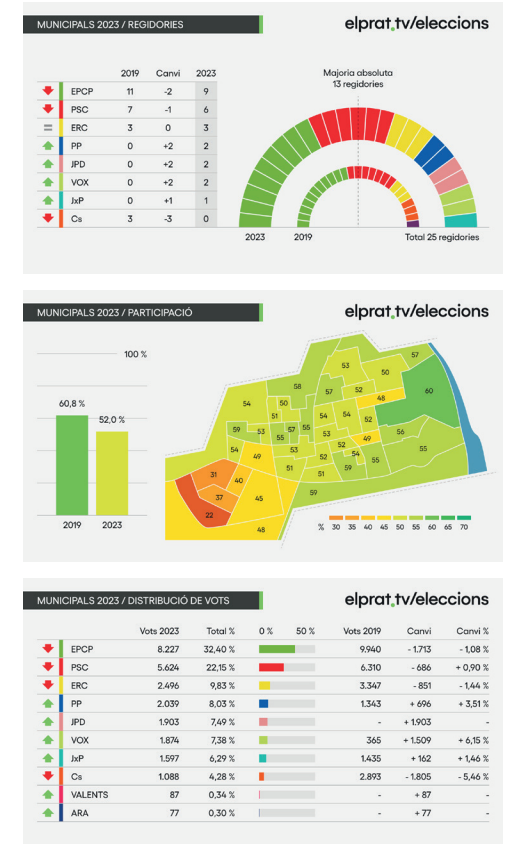 MUNICIPALS 2023 / REGIDORIES
elprat.tv/eleccions
2019 Canvi 2023
EPCP 11 -2 9
PSC 7 -1 6
ERC 3 0 3
PP 0 +2 2
JPD 0 +2 2
VOX 0 +2 2
JxP 0 +1 1
Cs 3 -3 0
Majoria absoluta
13 regidories
2023 2019 Total 25 regidories
MUNICIPALS 2023 / PARTICIPACIÓ
elprat.tv/eleccions
100 %
60,8 %
52,0 %
2019 2023
57
53
50
58
57
52
48
60
54
50
51
54
54
52
59
53
57
55
55
53
56
49
52
55
54
49
53
52
54
55
31
40
51
51
59
37
45
59
22
48
% 30 35 40 45 50 55 60 65 70
MUNICIPALS 2023 / DISTRIBUCIÓ DE VOTS
elprat.tv/eleccions
Vots 2023 Total % 0 % 50 % Vots 2019 Canvi Canvi %
EPCP 8.227 32,40 % 9.940 - 1.713 - 1,08 %
PSC 5.624 22,15 % 6.310 - 686 + 0,90 %
ERC 2.496 9,83 % 3.347 - 851 - 1,44 %
PP 2.039 8,03 % 1.343 + 696 + 3,51 %
JPD 1.903 7,49 % - + 1.903 -
VOX 1.874 7,38 % 365 + 1.509 + 6,15 %
JxP 1.597 6,29 % 1.435 + 162 + 1,46 %
Cs 1.088 4,28 % 2.893 - 1.805 - 5,46 %
VALENTS 87 0,34 % - + 87 -
ARA 77 0,30 % - + 77 -